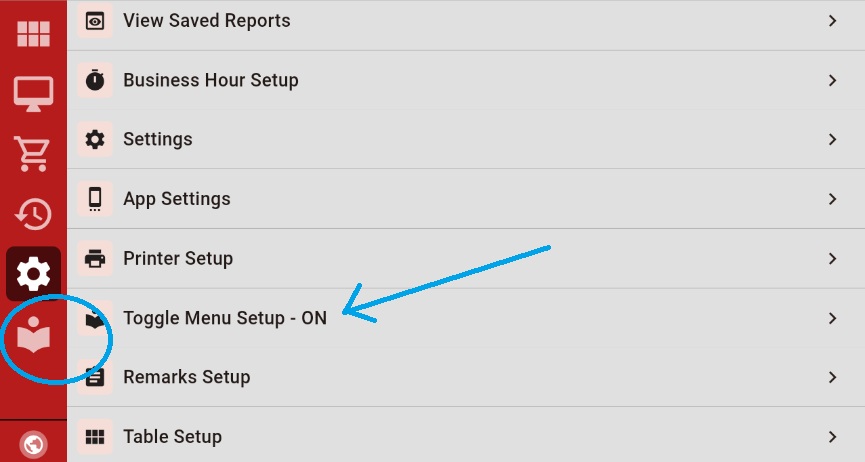 View Saved Reports
Business Hour Setup
Settings
App Settings
Printer Setup
Toggle Menu Setup - ON
Remarks Setup
Table Setup